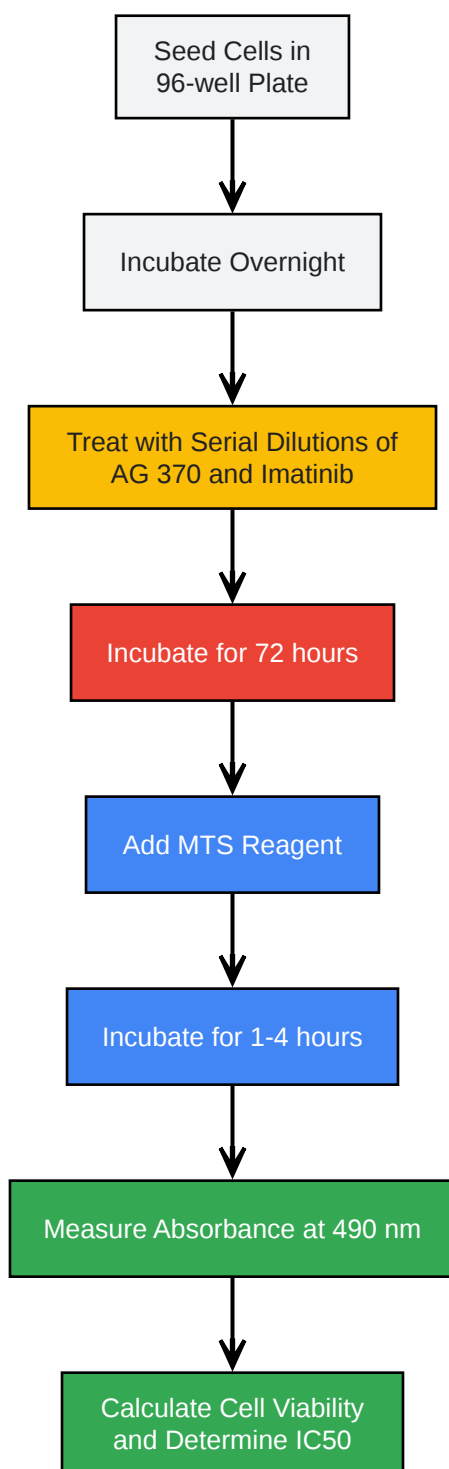 Seed Cells in
96-well Plate
Incubate Overnight
Treat with Serial Dilutions of
AG 370 and Imatinib
Incubate for 72 hours
Add MTS Reagent
Incubate for 1-4 hours
Measure Absorbance at 490 nm
Calculate Cell Viability
and Determine IC50